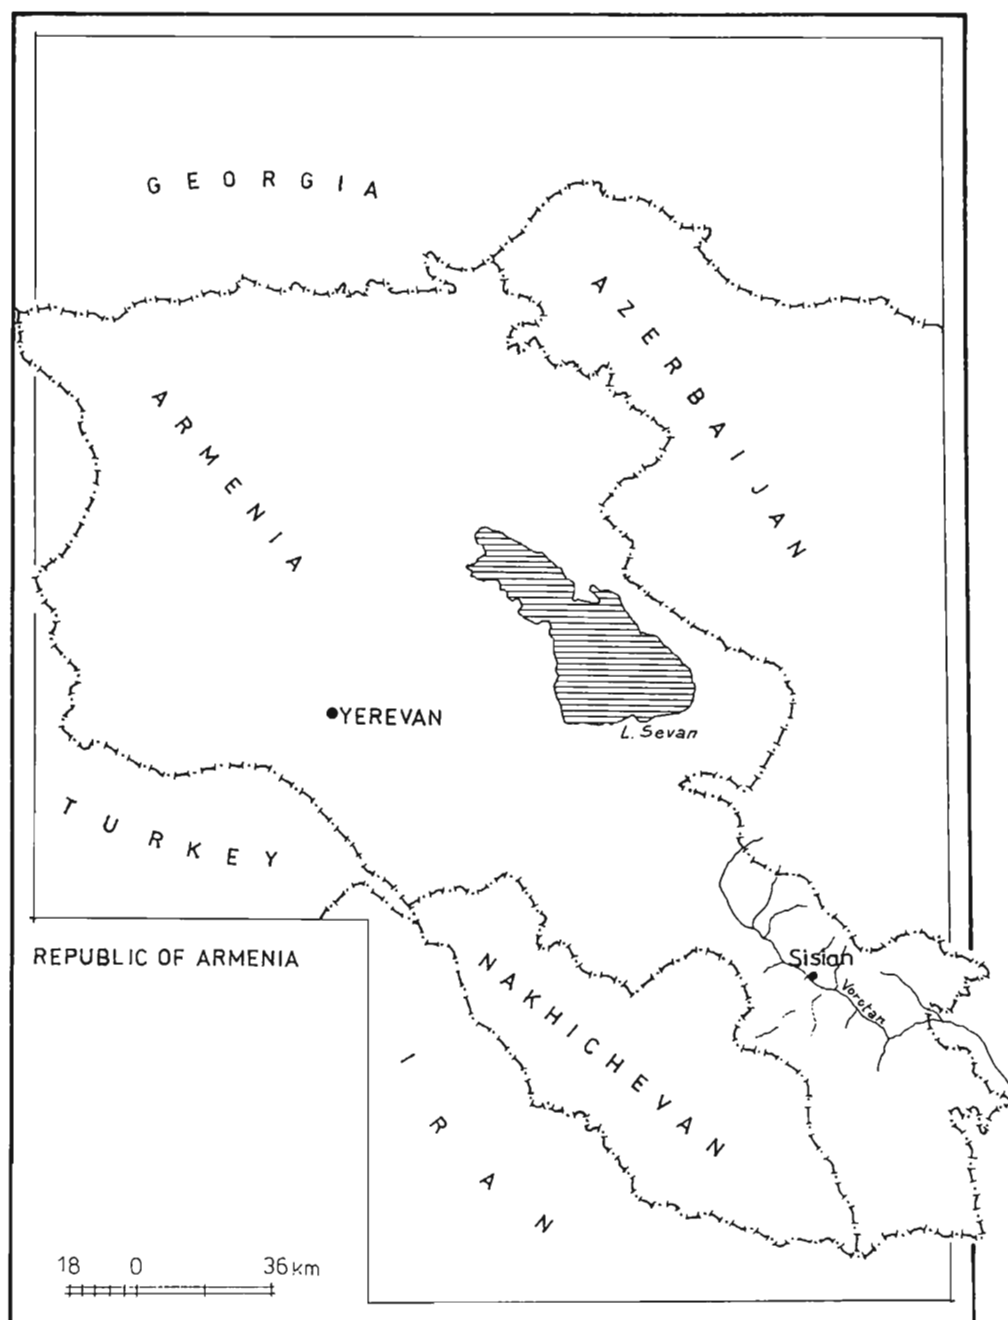 GEORGIA
AZERBAIJAN
ARMENIA
L. Sevan
YEREVAN
TURKEY
REPUBLIC OF ARMENIA
Sisian
Vorotan
NAKHICHEVAN
IRAN
18 0 36 km